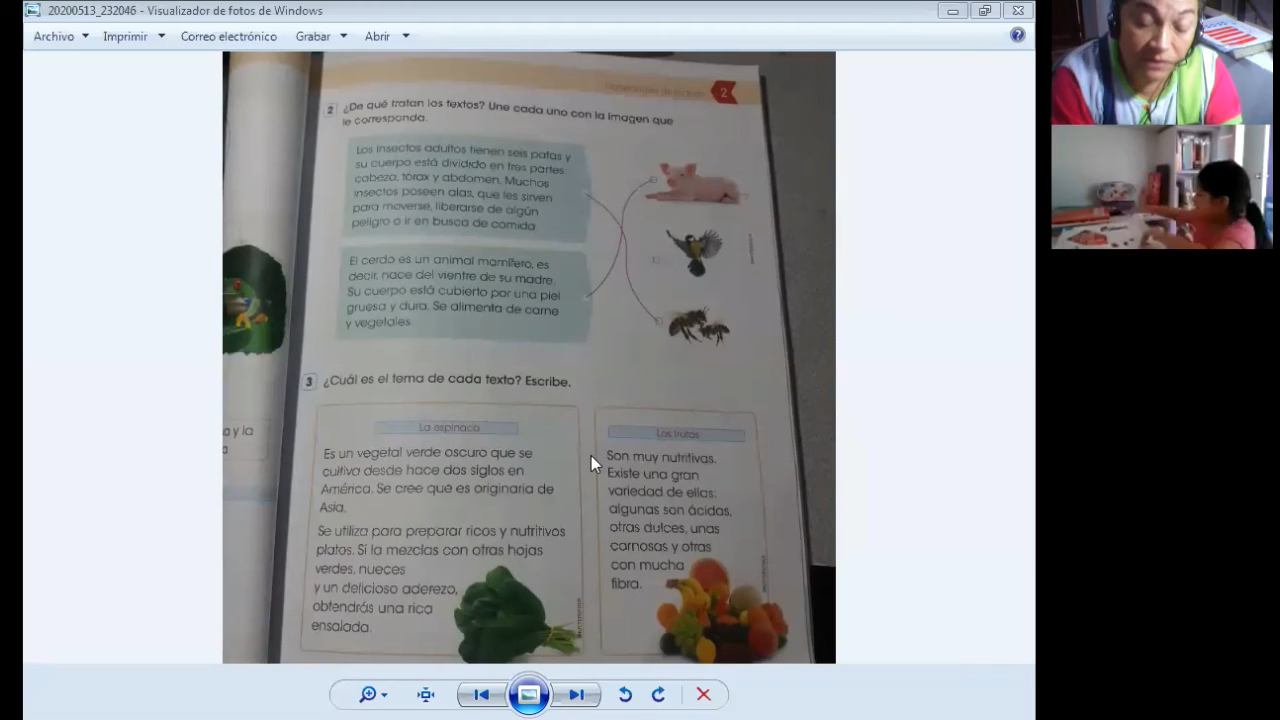 20200513_232046 - Visualizador de fotos de Windows
Archivo Imprimir Correo electrónico Grabar Abrir
2
2 ¿De qué tratan los textos? Une cada uno con la imagen que
le corresponda.
Los insectos adultos tienen seis patas y
su cuerpo está dividido en tres partes:
cabeza, tórax y abdomen. Muchos
insectos poseen alas, que les sirven
para moverse, liberarse de algún
peligro o ir en busca de comida
El cerdo es un animal mamífero, es
decir, nace del vientre de su madre.
Su cuerpo está cubierto por una piel
gruesa y dura. Se alimenta de carne
y vegetales.
3 ¿Cuál es el tema de cada texto? Escribe.
a y la
a
La espinaca
Es un vegetal verde oscuro que se
cultiva desde hace dos siglos en
América. Se cree que es originaria de
Asia.
Se utiliza para preparar ricos y nutritivos
platos. Si la mezclas con otras hojas
verdes, nueces
y un delicioso aderezo,
obtendrás una rica
ensalada.
Las frutas
Son muy nutritivas.
Existe una gran
variedad de ellas:
algunas son ácidas,
otras dulces, unas
carnosas y otras
con mucha
fibra.